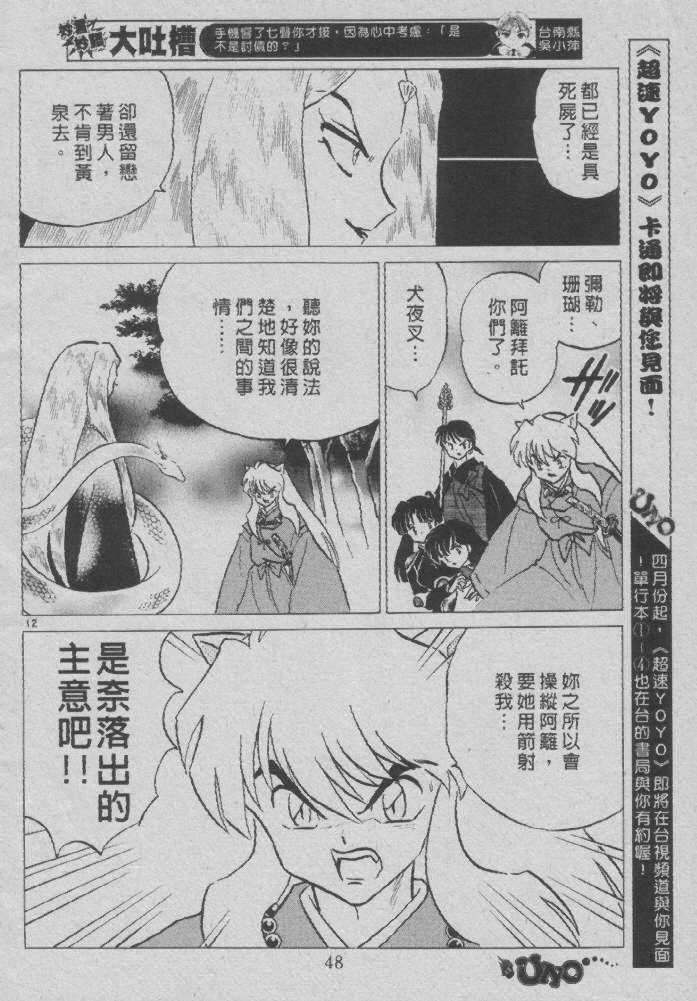 大吐槽
手機響了七聲你才接，因為心中考慮：「是
不是討債的？」
台南縣
吳小萍
《超速YOYO》卡通即將與您見面！
UNO
四月份起，《超速YOYO》即將在台視頻道與你見面
！單行本①～④也在台的書局與你有約喔！
都已經是具
死屍了…
卻還留戀
著男人，
不肯到黃
泉去。
彌勒、
珊瑚…
阿籬拜託
你們了。
犬夜叉…
聽妳的說法
，好像很清
楚地知道我
們之間的事
情……
12
妳之所以會
操縱阿籬，
要她用箭射
殺我…
是奈落出的
主意吧!!
48
UNO